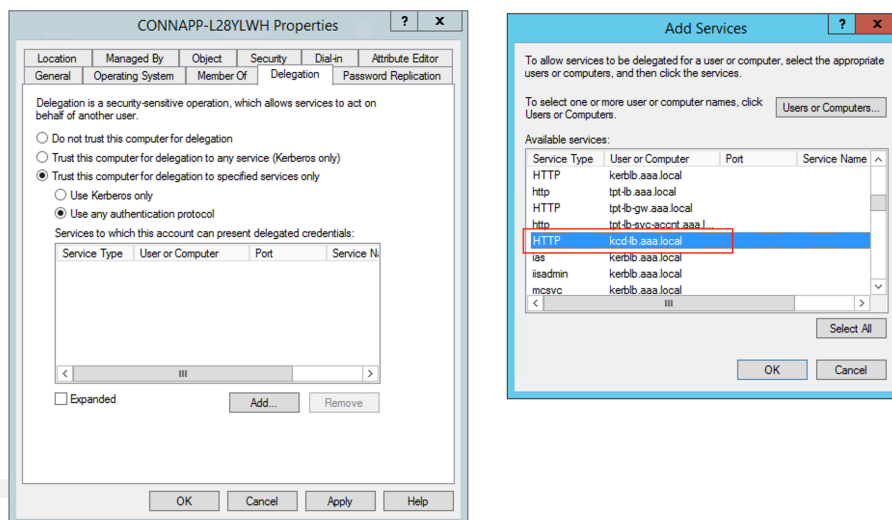 CONNAPP-L28YLWH Properties
? x
Location Managed By Object Security Dial-in Attribute Editor
General Operating System Member Of Delegation Password Replication
Delegation is a security-sensitive operation, which allows services to act on
behalf of another user.
Do not trust this computer for delegation
Trust this computer for delegation to any service (Kerberos only)
Trust this computer for delegation to specified services only
Use Kerberos only
Use any authentication protocol
Services to which this account can present delegated credentials:
Service Type User or Computer Port Service Na
Expanded
Add... Remove
OK Cancel Apply Help
Add Services
? x
To allow services to be delegated for a user or computer, select the appropriate
users or computers, and then click the services.
To select one or more user or computer names, click
Users or Computers.
Users or Computers...
Available services:
Service Type User or Computer Port Service Name
HTTP kerblb.aaa.local
http tpt-lb.aaa.local
HTTP tpt-lb-gw.aaa.local
http tpt-lb-svc-accnt.aaa.l...
HTTP kcd-lb.aaa.local
ias kerblb.aaa.local
iisadmin kerblb.aaa.local
mcsvc kerblb.aaa.local
Select All
OK Cancel